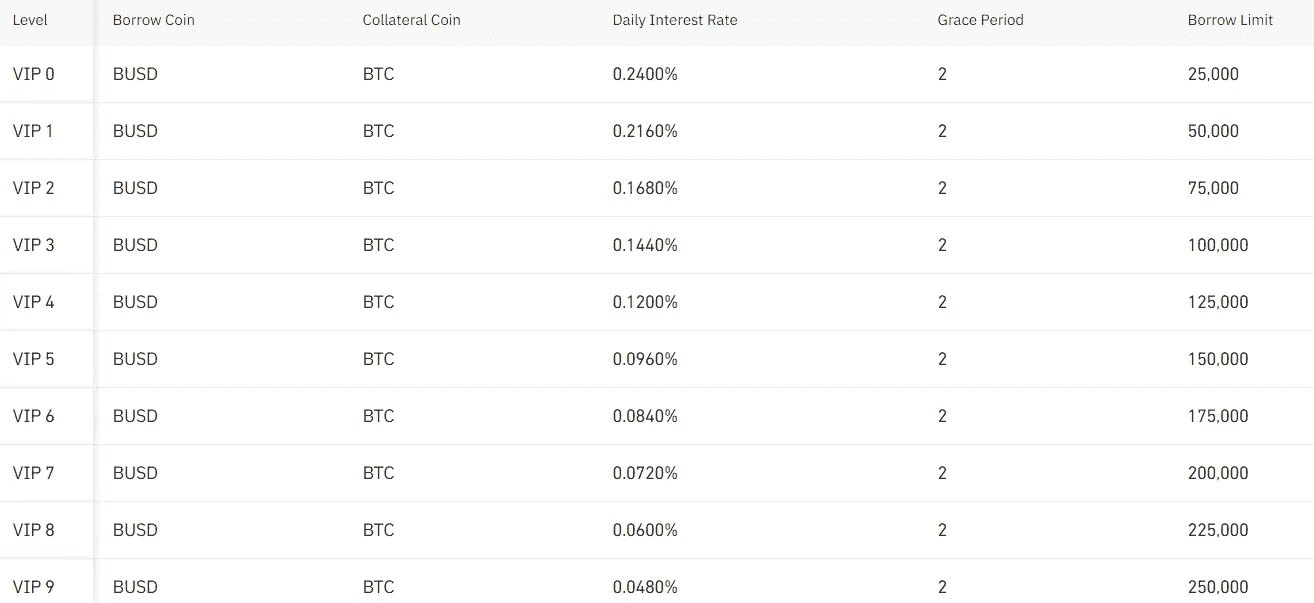 Level Borrow Coin Collateral Coin Daily Interest Rate Grace Period Borrow Limit
VIP 0 BUSD BTC 0.2400% 2 25,000
VIP 1 BUSD BTC 0.2160% 2 50,000
VIP 2 BUSD BTC 0.1680% 2 75,000
VIP 3 BUSD BTC 0.1440% 2 100,000
VIP 4 BUSD BTC 0.1200% 2 125,000
VIP 5 BUSD BTC 0.0960% 2 150,000
VIP 6 BUSD BTC 0.0840% 2 175,000
VIP 7 BUSD BTC 0.0720% 2 200,000
VIP 8 BUSD BTC 0.0600% 2 225,000
VIP 9 BUSD BTC 0.0480% 2 250,000